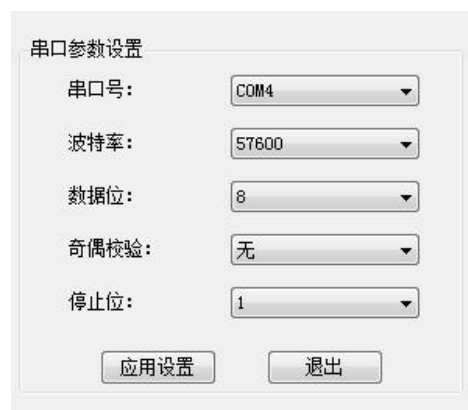 串口参数设置
串口号: COM4
波特率: 57600
数据位: 8
奇偶校验: 无
停止位: 1
应用设置 退出